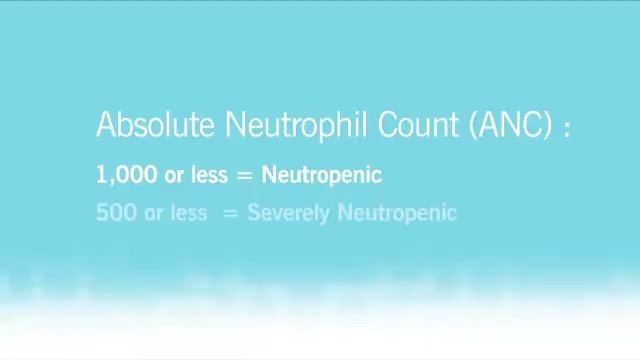 Absolute Neutrophil Count (ANC) :
1,000 or less = Neutropenic
500 or less = Severely Neutropenic